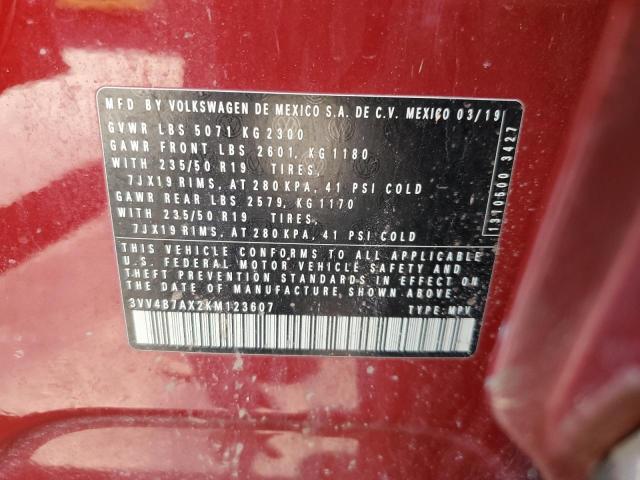 MFD BY VOLKSWAGEN DE MEXICO S.A. DE C.V. MEXICO 03/19
GVWR LBS 5071 KG 2300
GAWR FRONT LBS 2601, KG 1180
WITH 235/50 R19 TIRES,
7JX19 RIMS, AT 280 KPA, 41 PSI COLD
GAWR REAR LBS 2579, KG 1170
WITH 235/50 R19 TIRES,
7JX19 RIMS, AT 280 KPA, 41 PSI COLD
THIS VEHICLE CONFORMS TO ALL APPLICABLE
U.S. FEDERAL MOTOR VEHICLE SAFETY AND
THEFT PREVENTION STANDARDS IN EFFECT ON
THE DATE OF MANUFACTURE SHOWN ABOVE.
3VV4B7AX2KM123607
TYPE: MPV
1310500 3427